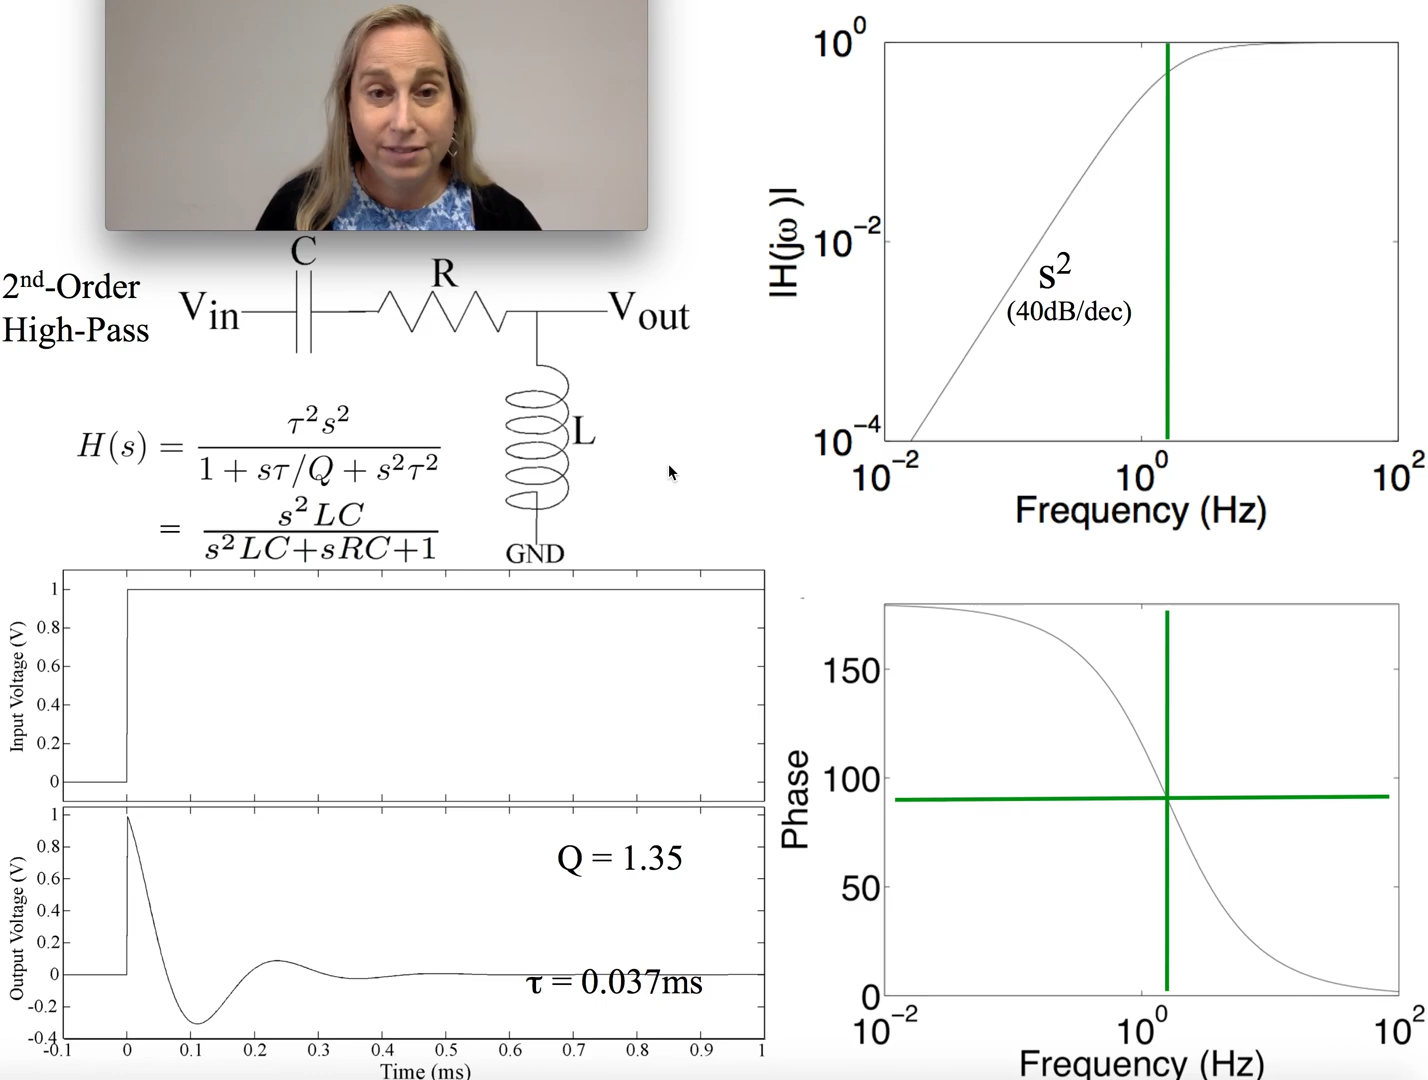 2nd-Order
High-Pass
Vin
C
R
Vout
L
GND
H(s) = τ²s² / 1 + sτ/Q + s²τ²
= s²LC / s²LC+sRC+1
Input Voltage (V)
1
0.8
0.6
0.4
0.2
0
Output Voltage (V)
1
0.8
0.6
0.4
0.2
0
-0.2
-0.4
Q = 1.35
τ = 0.037ms
-0.1 0 0.1 0.2 0.3 0.4 0.5 0.6 0.7 0.8 0.9 1
Time (ms)
|H(jω)|
10⁰
10⁻²
10⁻⁴
s²
(40dB/dec)
10⁻² 10⁰ 10²
Frequency (Hz)
Phase
150
100
50
0
10⁻² 10⁰ 10²
Frequency (Hz)